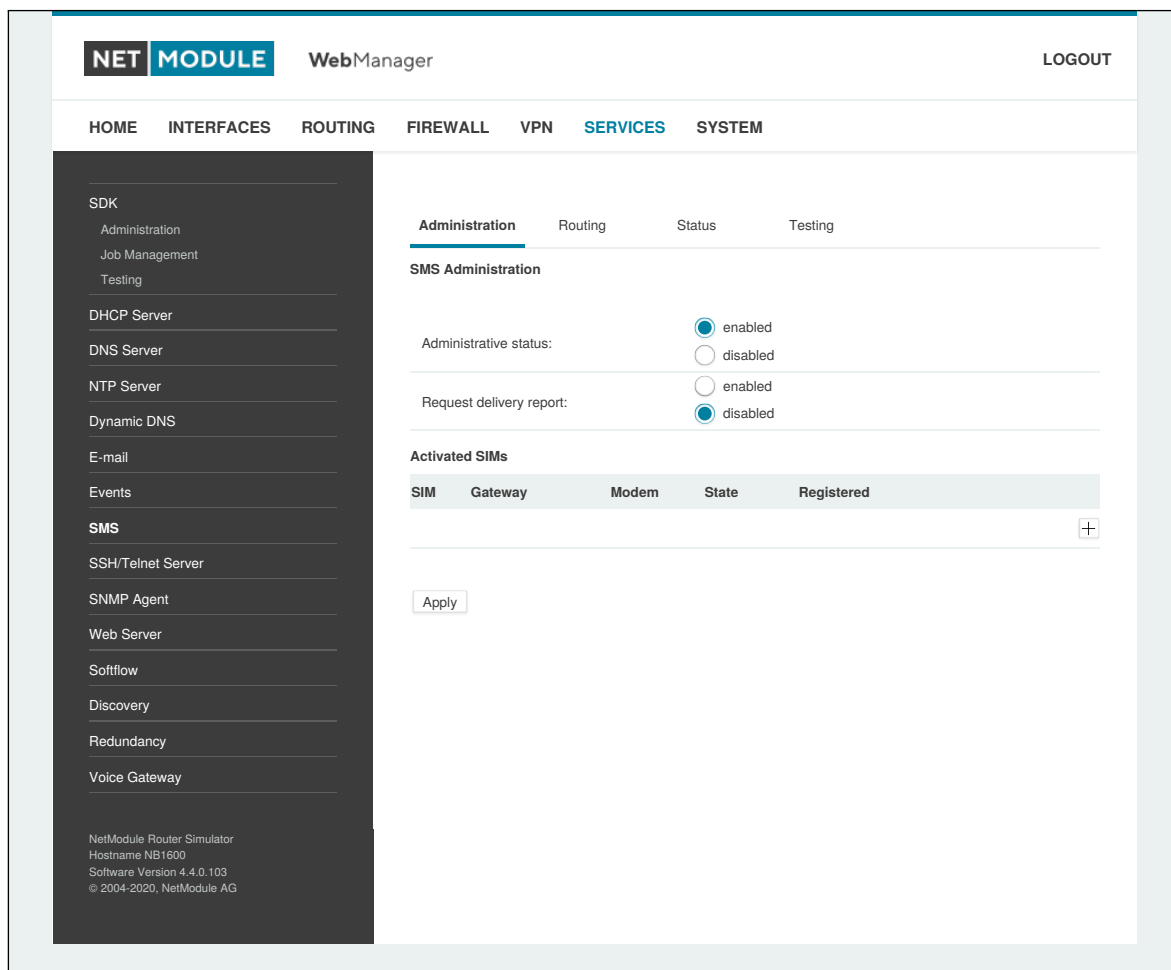 NET MODULE WebManager LOGOUT
HOME INTERFACES ROUTING FIREWALL VPN SERVICES SYSTEM
SDK
Administration
Job Management
Testing
DHCP Server
DNS Server
NTP Server
Dynamic DNS
E-mail
Events
SMS
SSH/Telnet Server
SNMP Agent
Web Server
Softflow
Discovery
Redundancy
Voice Gateway
NetModule Router Simulator
Hostname NB1600
Software Version 4.4.0.103
© 2004-2020, NetModule AG
Administration Routing Status Testing
SMS Administration
Administrative status:
enabled
disabled
Request delivery report:
enabled
disabled
Activated SIMs
SIM Gateway Modem State Registered
Apply